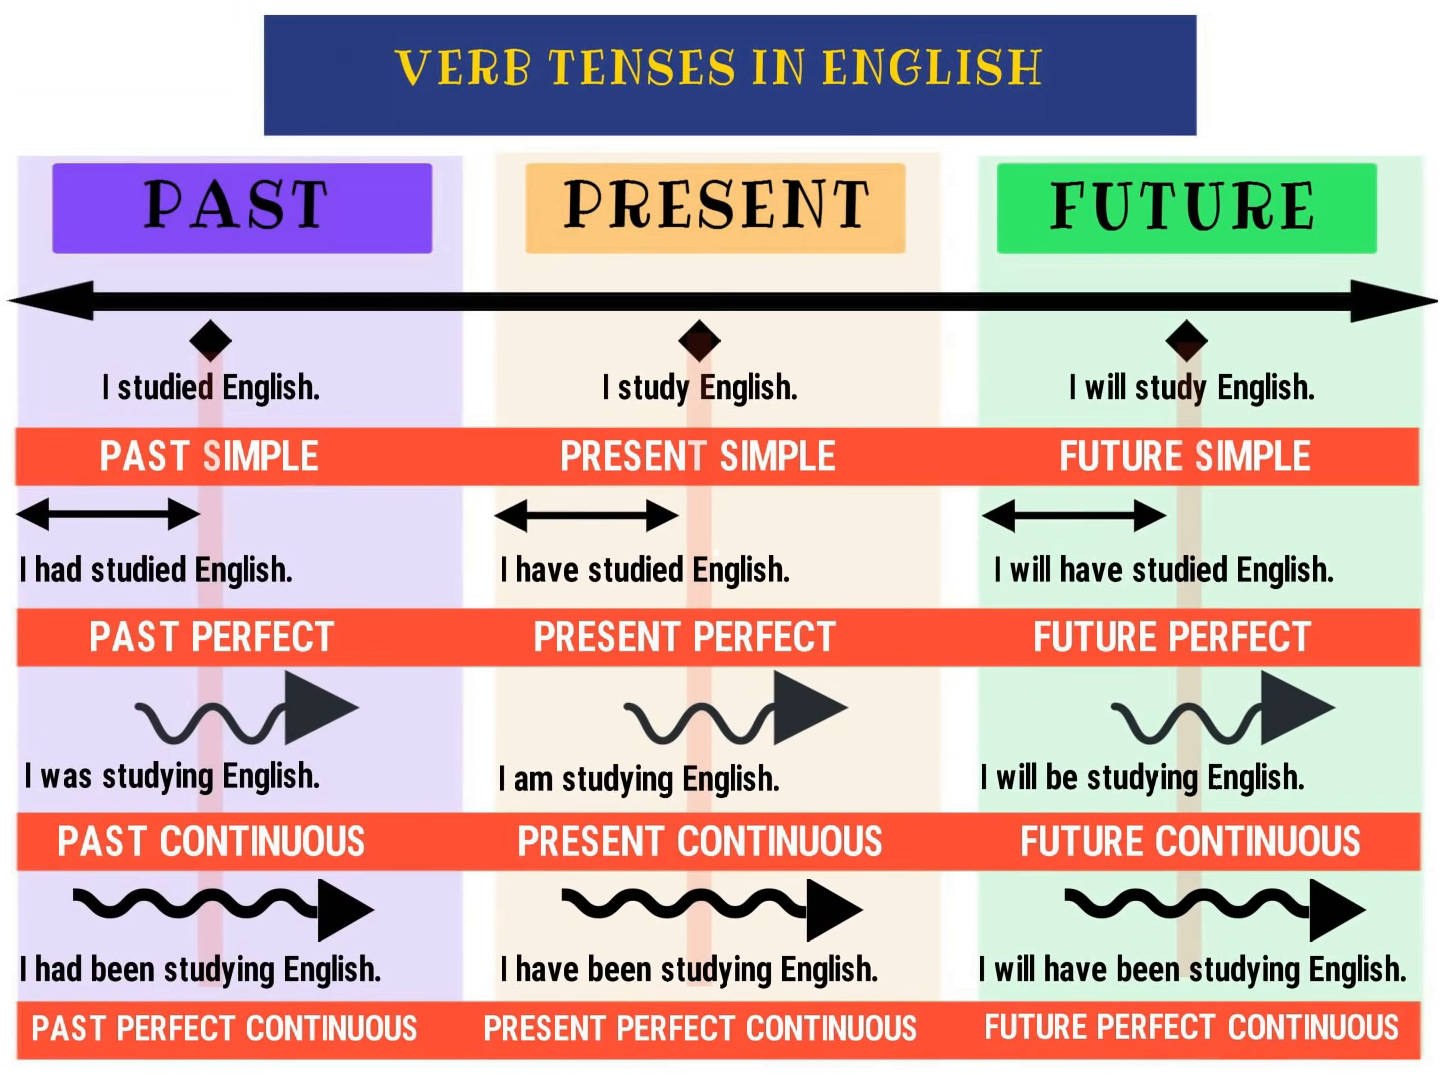 VERB TENSES IN ENGLISH
PAST PRESENT FUTURE
I studied English. I study English. I will study English.
PAST SIMPLE PRESENT SIMPLE FUTURE SIMPLE
I had studied English. I have studied English. I will have studied English.
PAST PERFECT PRESENT PERFECT FUTURE PERFECT
I was studying English. I am studying English. I will be studying English.
PAST CONTINUOUS PRESENT CONTINUOUS FUTURE CONTINUOUS
I had been studying English. I have been studying English. I will have been studying English.
PAST PERFECT CONTINUOUS PRESENT PERFECT CONTINUOUS FUTURE PERFECT CONTINUOUS